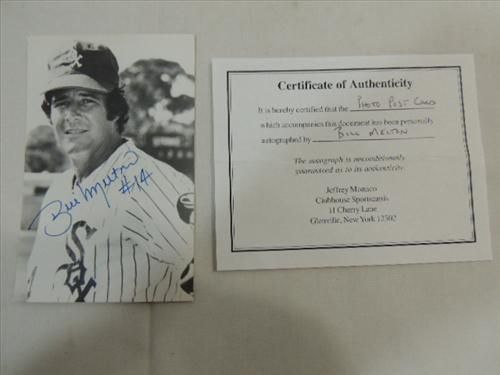 Bill Melton
#14
Certificate of Authenticity
It is hereby certified that the PHOTO POST CARD
which accompanies this document has been personally
autographed by BILL MELTON
The autograph is unconditionally
guaranteed as to its authenticity.
Jeffrey Monaco
Clubhouse Sportscards
11 Cherry Lane
Glenville, New York 12302